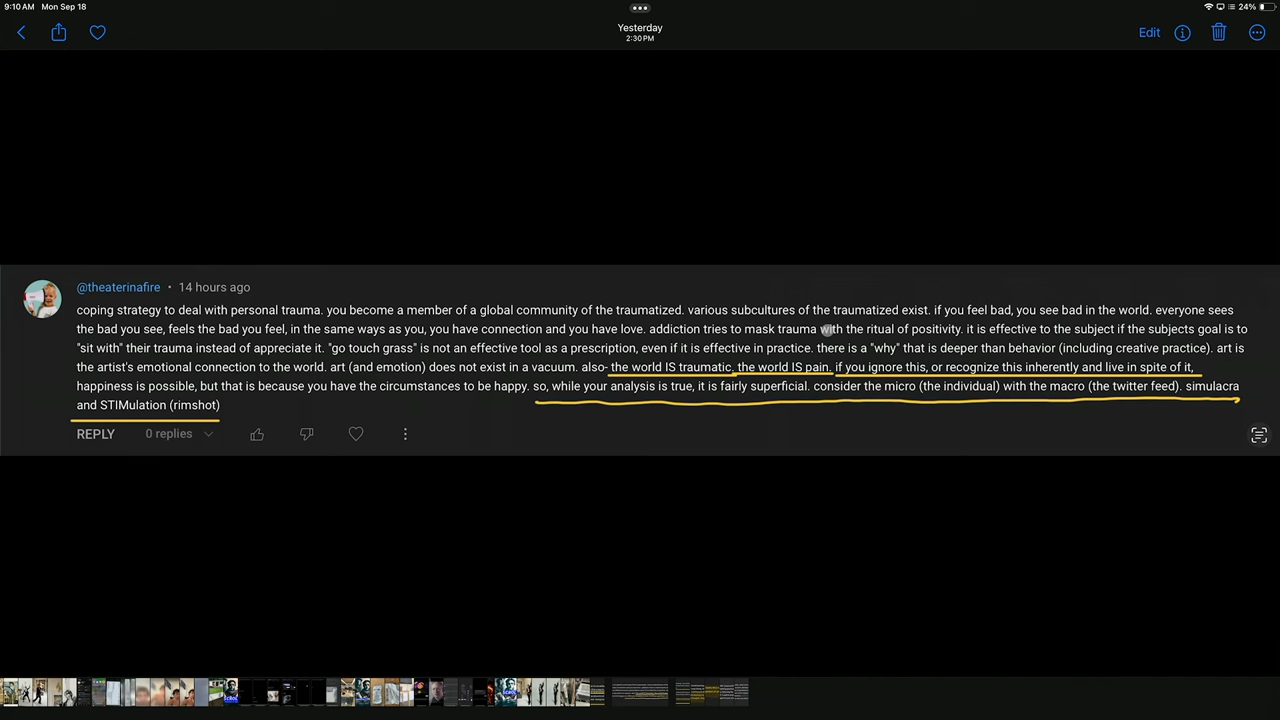 9:10 AM Mon Sep 18
24%
Yesterday
2:30 PM
Edit
@theaterinafire • 14 hours ago
coping strategy to deal with personal trauma. you become a member of a global community of the traumatized. various subcultures of the traumatized exist. if you feel bad, you see bad in the world. everyone sees
the bad you see, feels the bad you feel, in the same ways as you, you have connection and you have love. addiction tries to mask trauma with the ritual of positivity. it is effective to the subject if the subjects goal is to
"sit with" their trauma instead of appreciate it. "go touch grass" is not an effective tool as a prescription, even if it is effective in practice. there is a "why" that is deeper than behavior (including creative practice). art is
the artist's emotional connection to the world. art (and emotion) does not exist in a vacuum. also- the world IS traumatic, the world IS pain. if you ignore this, or recognize this inherently and live in spite of it,
happiness is possible, but that is because you have the circumstances to be happy. so, while your analysis is true, it is fairly superficial. consider the micro (the individual) with the macro (the twitter feed). simulacra
and STIMulation (rimshot)
REPLY 0 replies